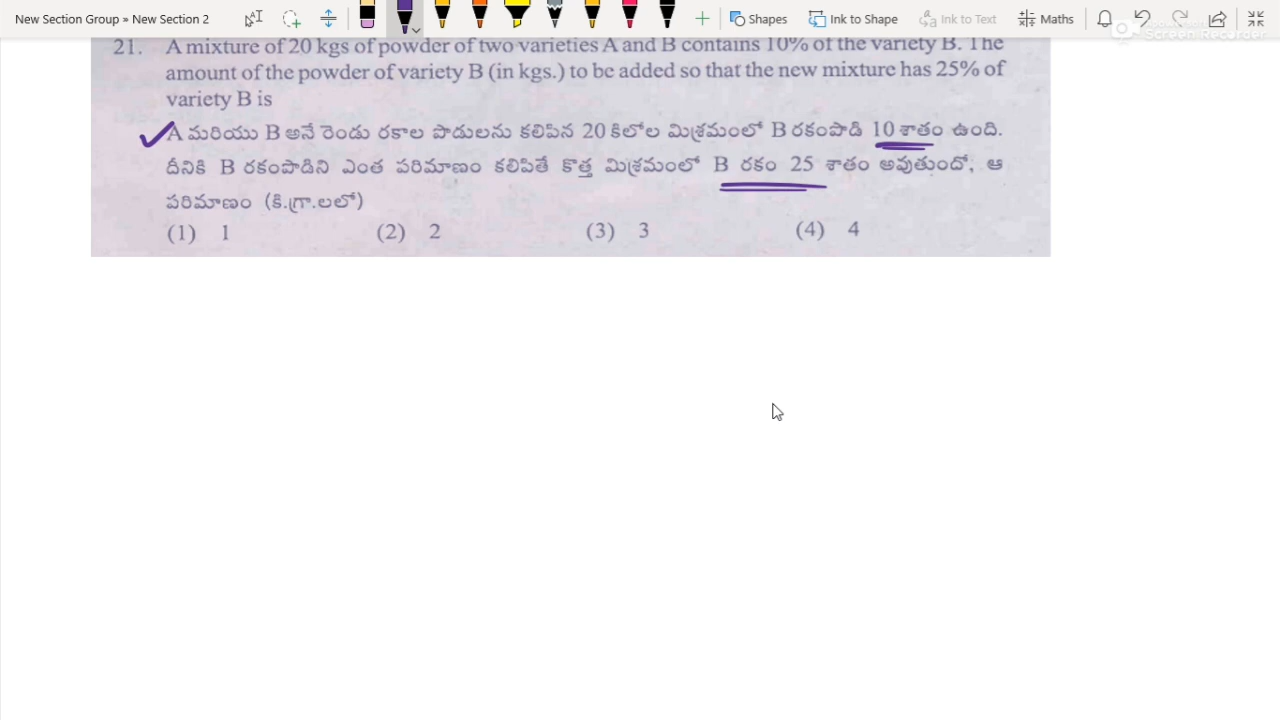 New Section Group » New Section 2
Shapes
Ink to Shape
Ink to Text
Maths
Screen Recorder
21. A mixture of 20 kgs of powder of two varieties A and B contains 10% of the variety B. The
amount of the powder of variety B (in kgs.) to be added so that the new mixture has 25% of
variety B is
A మరియు B అనే రెండు రకాల పొడులను కలిపిన 20 కిలోల మిశ్రమంలో B రకంపొడి 10 శాతం ఉంది.
దీనికి B రకంపొడిని ఎంత పరిమాణం కలిపితే కొత్త మిశ్రమంలో B రకం 25 శాతం అవుతుందో, ఆ
పరిమాణం (కి.గ్రా.లలో)
(1) 1 (2) 2 (3) 3 (4) 4